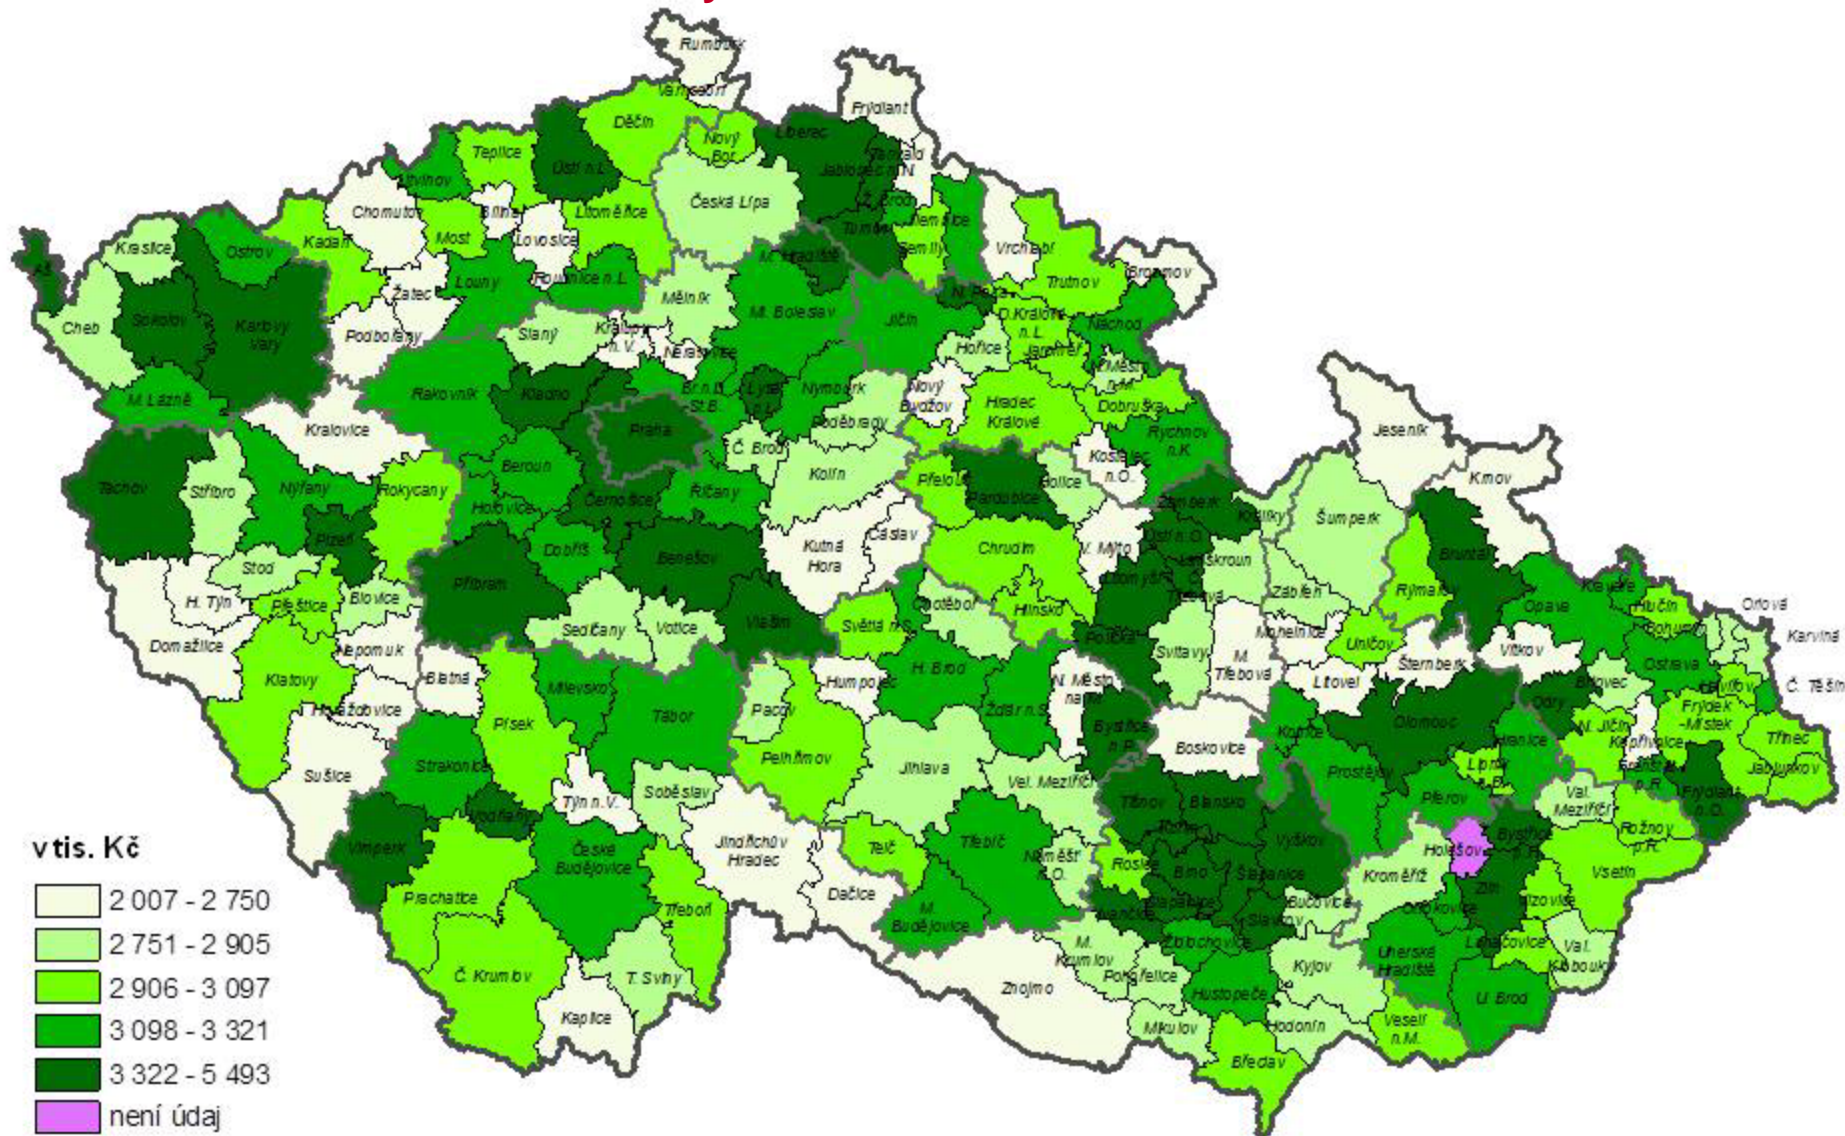 Rumburk
Varnsdorf
Frýdlant
Děčín
Nový
Bor
Liberec
Tanvald
Teplice
Ústí n.L.
Jablonec n.N.
Litvínov
Česká Lípa
Ž. Brod
Chomutov
Bílina
Litoměřice
Jilemnice
Most
Lovosice
Turnov
Semily
Vrchlabí
Kraslice
Ostrov
Kadaň
M. Hradiště
Broumov
Aš
Louny
Roudnice n.L.
Trutnov
Žatec
Mělník
N. Paka
Cheb
Sokolov
Karlovy
Vary
Podbořany
Slaný
Kralupy
n.V.
Ml. Boleslav
Jičín
D.Králové
n.L.
Náchod
Neratovice
Hořice
Jaroměř
N.Město
n.M.
M. Lázně
Rakovník
Kladno
Br.n.L.
-St.B.
Lysá
n.L.
Nymburk
Nový
Bydžov
Hradec
Králové
Dobruška
Poděbrady
Kralovice
Praha
Č. Brod
Rychnov
n.K.
Jeseník
Beroun
Kolín
Kostelec
n.O.
Krnov
Tachov
Stříbro
Nýřany
Rokycany
Hořovice
Černošice
Říčany
Přelouč
Pardubice
Holice
Žamberk
Králíky
Šumperk
Plzeň
Dobříš
Benešov
Kutná
Hora
Čáslav
Chrudim
V. Mýto
Ústí n.O.
Lanškroun
Bruntál
Stod
Příbram
Litomyšl
Č.
Třebová
Zábřeh
Rýmařov
Opava
Kravaře
H. Týn
Přeštice
Blovice
Chotěboř
Hlinsko
Hlučín
Orlová
Domažlice
Sedlčany
Votice
Vlašim
Světlá n.S.
Polička
Mohelnice
Uničov
Bohumín
Karviná
Nepomuk
Svitavy
M.
Třebová
Šternberk
Vítkov
Ostrava
Klatovy
Blatná
Milevsko
Humpolec
H. Brod
N. Město
na M.
Litovel
Bílovec
Havířov
Č. Těšín
Horažďovice
Písek
Tábor
Pacov
Žďár n.S.
Bystřice
n.P.
Boskovice
Konice
Olomouc
Odry
Frýdek
-Místek
N. Jičín
Hranice
Kopřivnice
Třinec
Sušice
Strakonice
Pelhřimov
Jihlava
Vel. Meziříčí
Prostějov
Lipník
n.B.
Frenštát
p.R.
Jablunkov
Týn n.V.
Soběslav
Tišnov
Blansko
Přerov
Val.
Meziříčí
Frýdlant
n.O.
Vodňany
v tis. Kč
Vimperk
České
Budějovice
Jindřichův
Hradec
Telč
Třebíč
Náměšť
n.O.
Rosice
Vyškov
Holešov
Bystřice
p.H.
Rožnov
p.R.
2 007 - 2 750
Prachatice
Třeboň
Dačice
Brno
Šlapanice
Kroměříž
Zlín
Vsetín
2 751 - 2 905
M.
Budějovice
Ivančice
Šlapanice
Slavkov
Bučovice
Otrokovice
Vizovice
2 906 - 3 097
Č. Krumlov
T. Sviny
M.
Krumlov
Židlochovice
Uherské
Hradiště
Luhačovice
Val.
Klobouky
3 098 - 3 321
Kaplice
Znojmo
Pohořelice
Hustopeče
Kyjov
U. Brod
3 322 - 5 493
Mikulov
Hodonín
Veselí
n.M.
není údaj
Břeclav